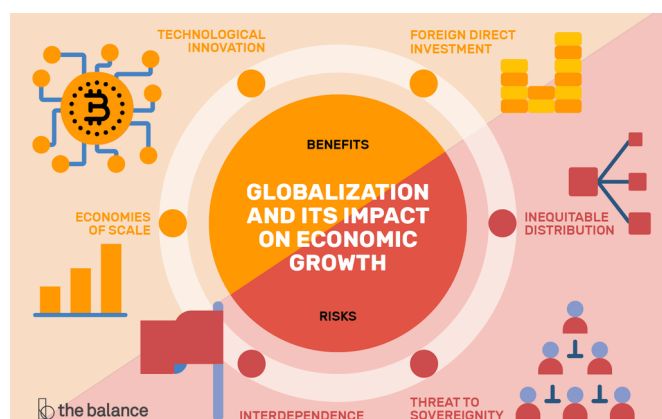 TECHNOLOGICAL
INNOVATION
FOREIGN DIRECT
INVESTMENT
BENEFITS
GLOBALIZATION
AND ITS IMPACT
ON ECONOMIC
GROWTH
ECONOMIES
OF SCALE
INEQUITABLE
DISTRIBUTION
RISKS
INTERDEPENDENCE
THREAT TO
SOVEREIGNITY
the balance